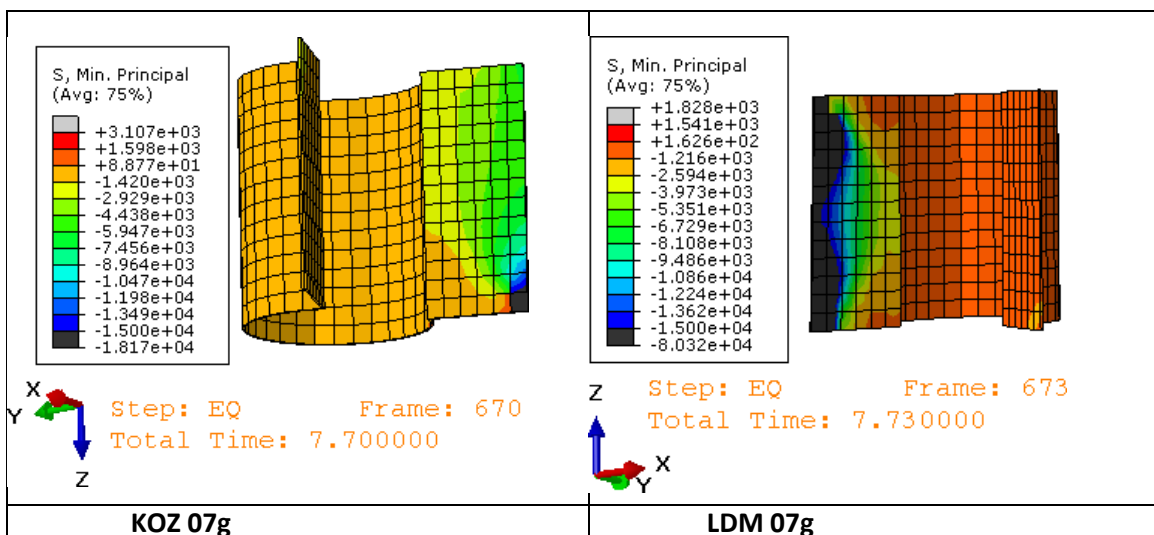 S, Min. Principal
(Avg: 75%)
+3.107e+03
+1.598e+03
+8.877e+01
-1.420e+03
-2.929e+03
-4.438e+03
-5.947e+03
-7.456e+03
-8.964e+03
-1.047e+04
-1.198e+04
-1.349e+04
-1.500e+04
-1.817e+04
X
Y
Z
Step: EQ Frame: 670
Total Time: 7.700000
S, Min. Principal
(Avg: 75%)
+1.828e+03
+1.541e+03
+1.626e+02
-1.216e+03
-2.594e+03
-3.973e+03
-5.351e+03
-6.729e+03
-8.108e+03
-9.486e+03
-1.086e+04
-1.224e+04
-1.362e+04
-1.500e+04
-8.032e+04
Z
X
Y
Step: EQ Frame: 673
Total Time: 7.730000
KOZ 07g
LDM 07g